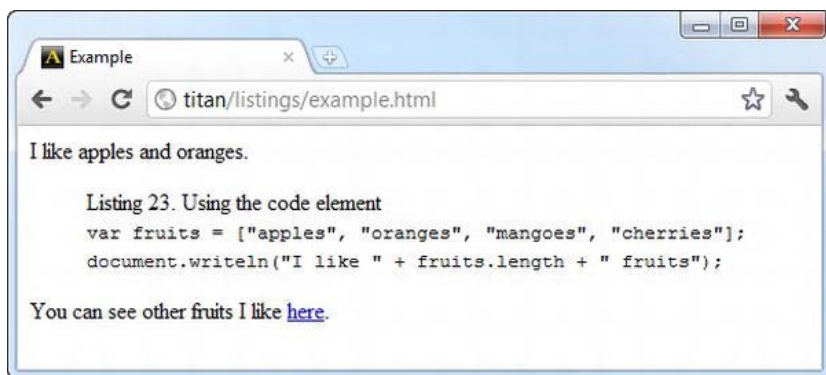 A Example
titan/listings/example.html
I like apples and oranges.
Listing 23. Using the code element
var fruits = ["apples", "oranges", "mangoes", "cherries"];
document.writeln("I like " + fruits.length + " fruits");
You can see other fruits I like here.